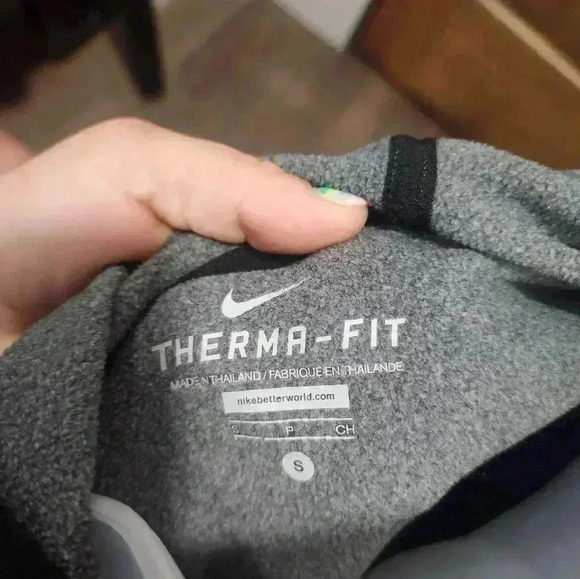 THERMA-FIT
MADE IN THAILAND / FABRIQUE EN THAILANDE
nikebetterworld.com
S P CH
S